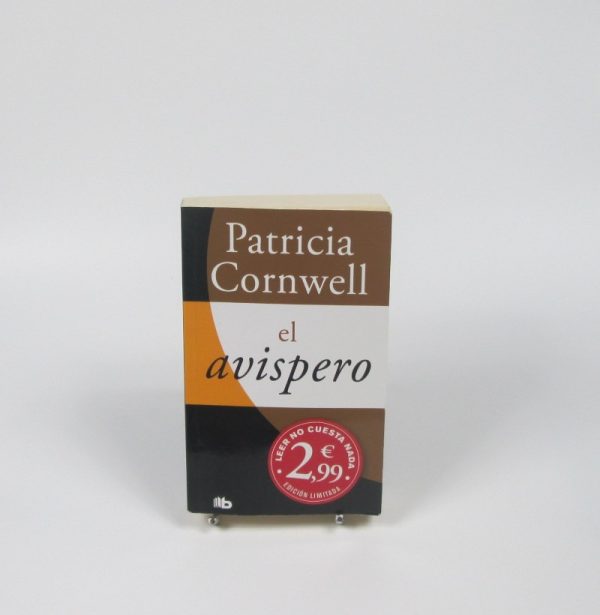 Patricia
Cornwell
el
avispero
LEER NO CUESTA NADA
2,99 €
EDICIÓN LIMITADA
b